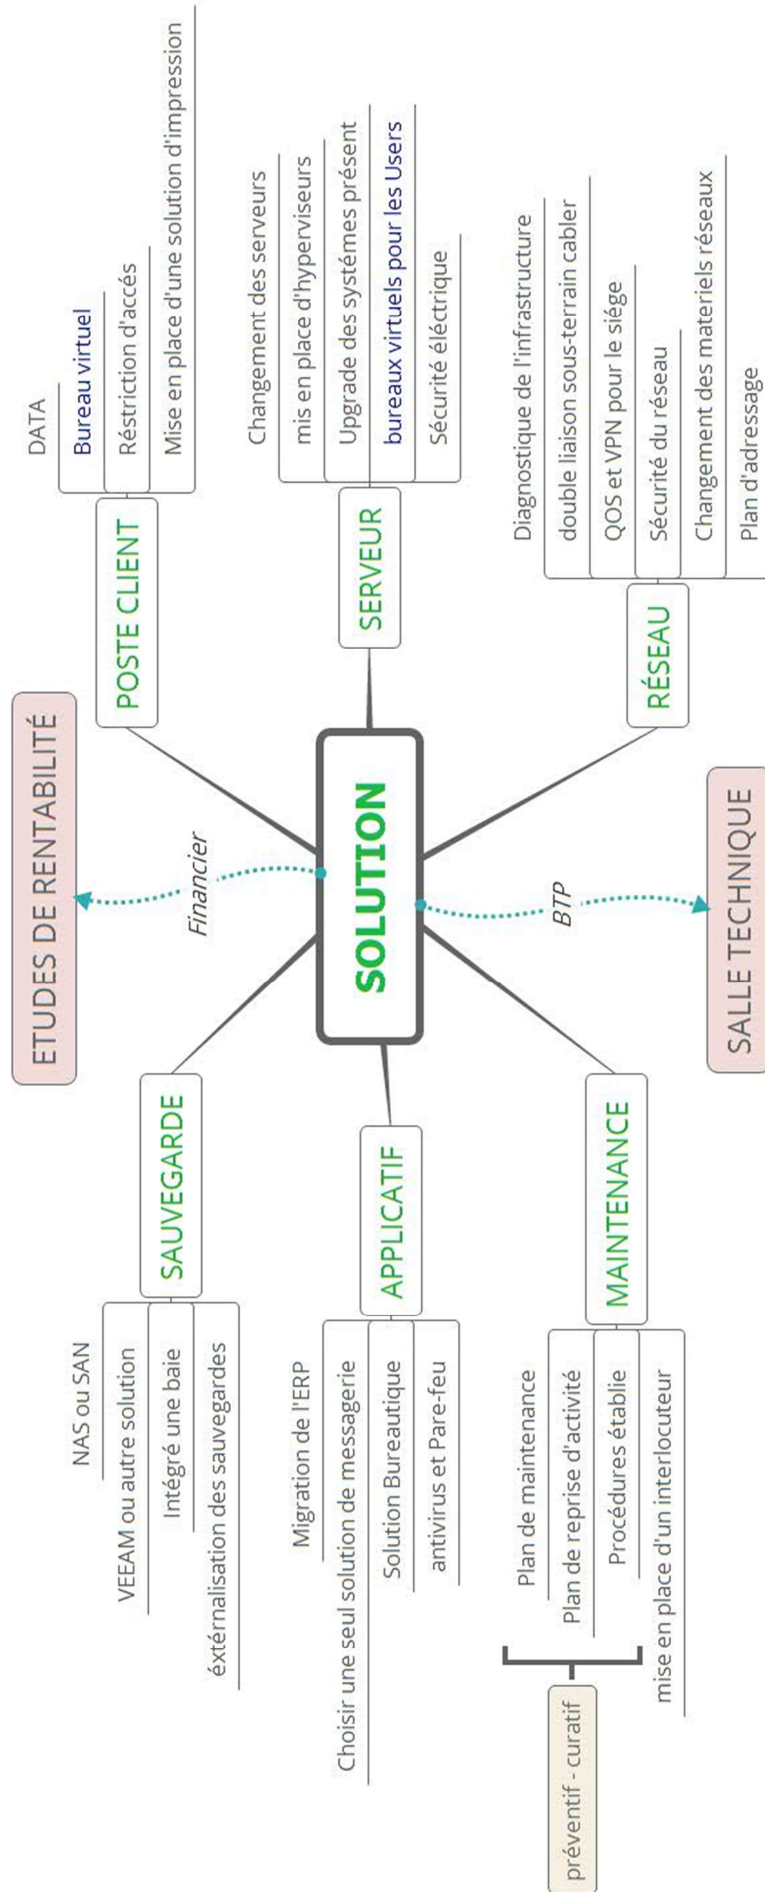 ETUDES DE RENTABILITÉ
Financier
SOLUTION
BTP
SALLE TECHNIQUE
POSTE CLIENT
DATA
Bureau virtuel
Réstriction d'accés
Mise en place d'une solution d'impression
SERVEUR
Changement des serveurs
mis en place d'hyperviseurs
Upgrade des systémes présent
bureaux virtuels pour les Users
Sécurité éléctrique
RÉSEAU
Diagnostique de l'infrastructure
double liaison sous-terrain cabler
QOS et VPN pour le siége
Sécurité du réseau
Changement des materiels réseaux
Plan d'adressage
SAUVEGARDE
NAS ou SAN
VEEAM ou autre solution
Intégré une baie
éxtérnalisation des sauvegardes
APPLICATIF
Migration de l'ERP
Choisir une seul solution de messagerie
Solution Bureautique
antivirus et Pare-feu
MAINTENANCE
Plan de maintenance
Plan de reprise d'activité
Procédures établie
mise en place d'un interlocuteur
préventif - curatif